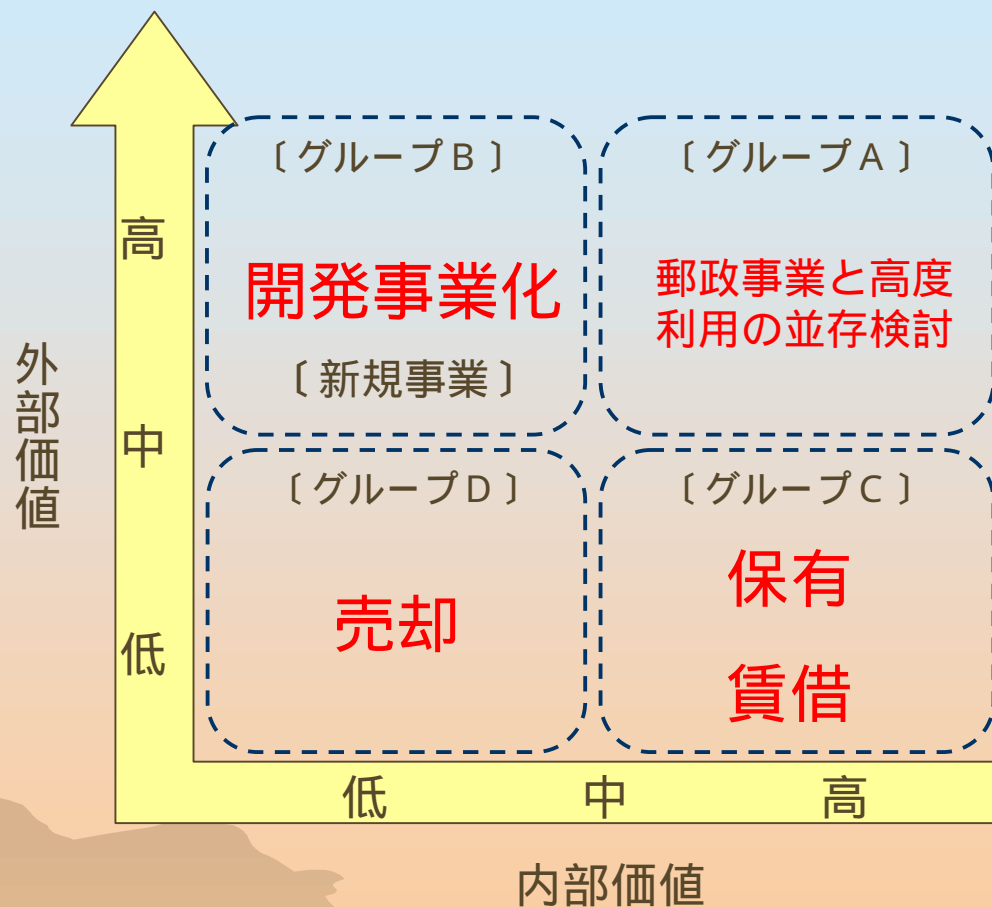 〔グループB〕
開発事業化
〔新規事業〕
〔グループA〕
郵政事業と高度
利用の並存検討
〔グループD〕
売却
〔グループC〕
保有
賃借
外部価値
高
中
低
低 中 高
内部価値